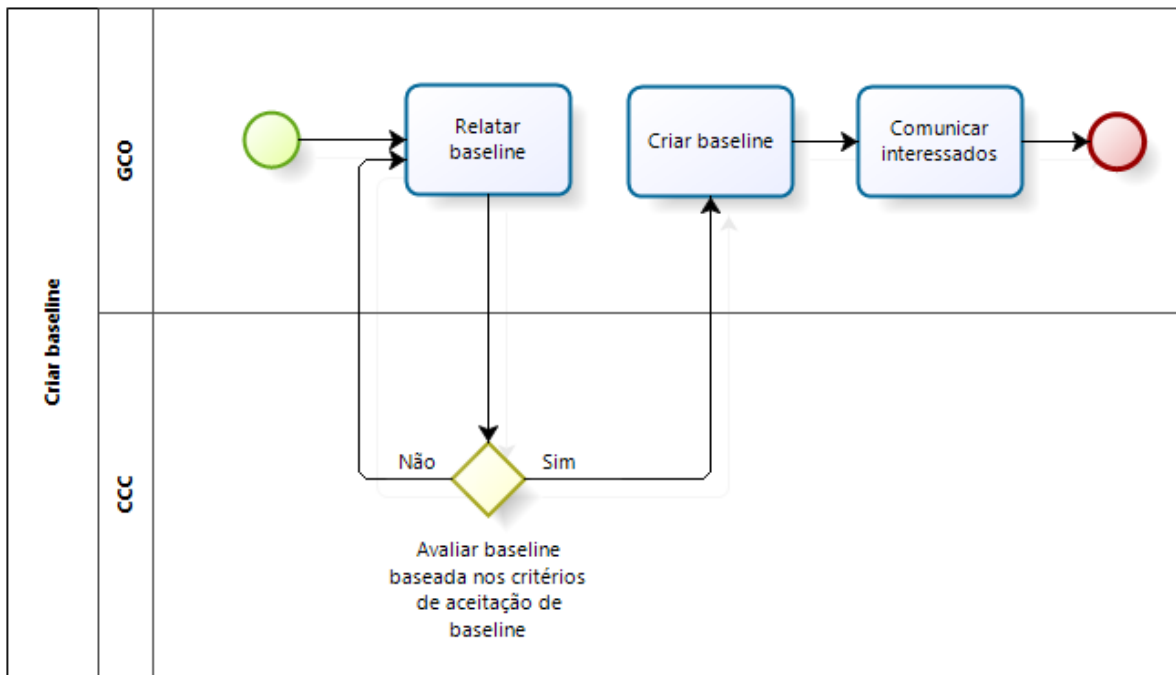 Criar baseline
GCO
Relatar
baseline
Criar baseline
Comunicar
interessados
CCC
Não
Sim
Avaliar baseline
baseada nos critérios
de aceitação de
baseline